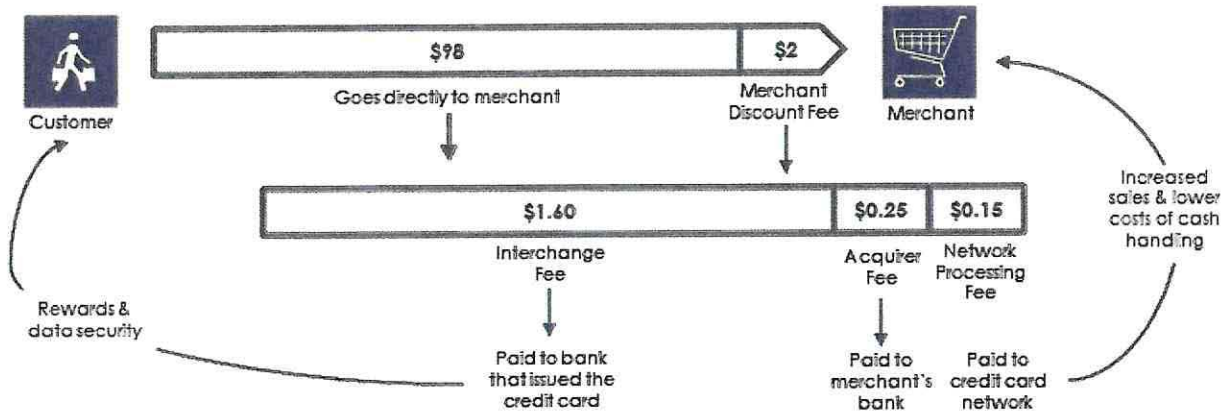 $98
$2
Customer
Goes directly to merchant
Merchant
Discount Fee
Merchant
$1.60
$0.25
$0.15
Increased
sales & lower
costs of cash
handling
Interchange
Fee
Acquirer
Fee
Network
Processing
Fee
Rewards &
data security
Paid to bank
that issued the
credit card
Paid to
merchant's
bank
Paid to
credit card
network